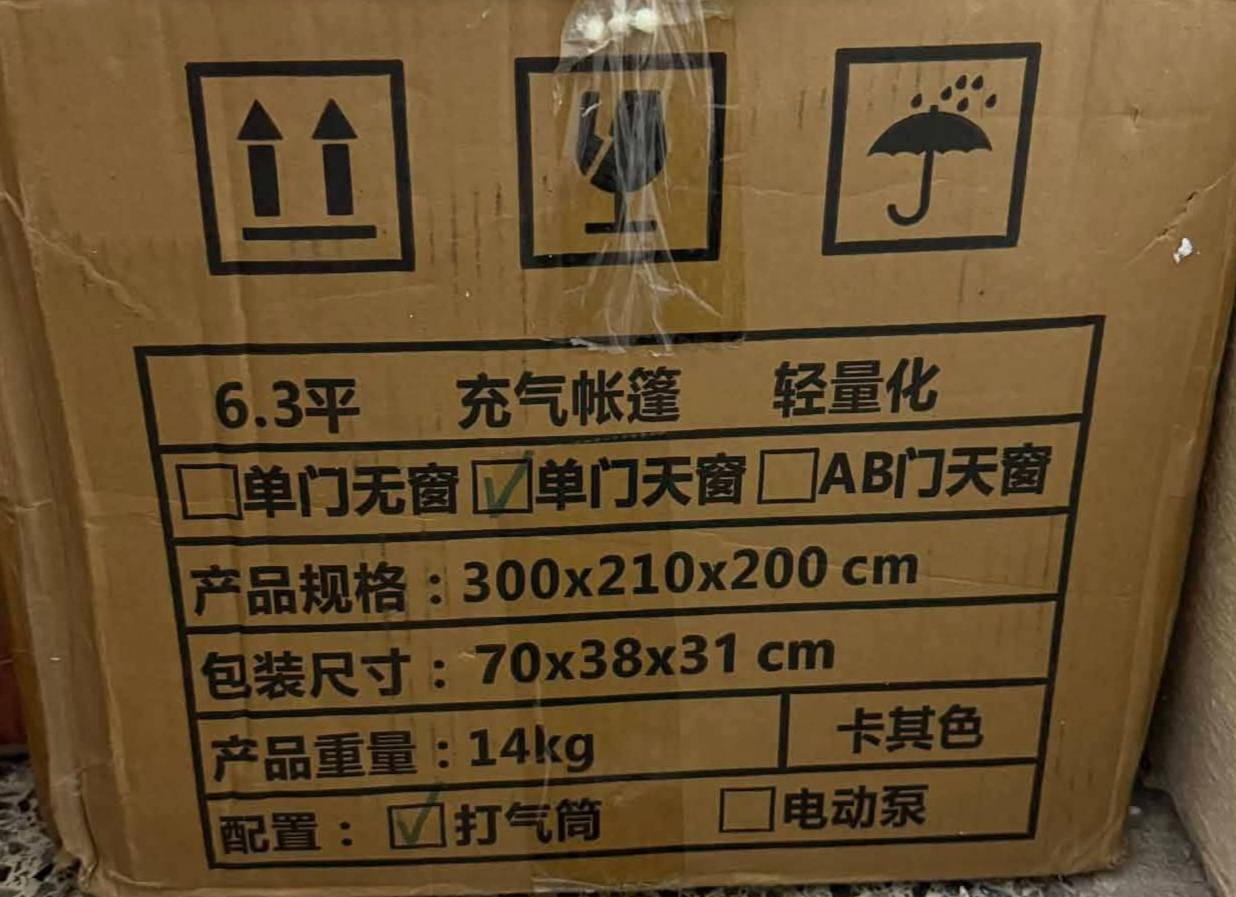 6.3平 充气帐篷 轻量化
☐单门无窗 ☑单门天窗 ☐AB门天窗
产品规格：300x210x200 cm
包装尺寸：70x38x31 cm
产品重量：14kg 卡其色
配置：☑打气筒 ☐电动泵